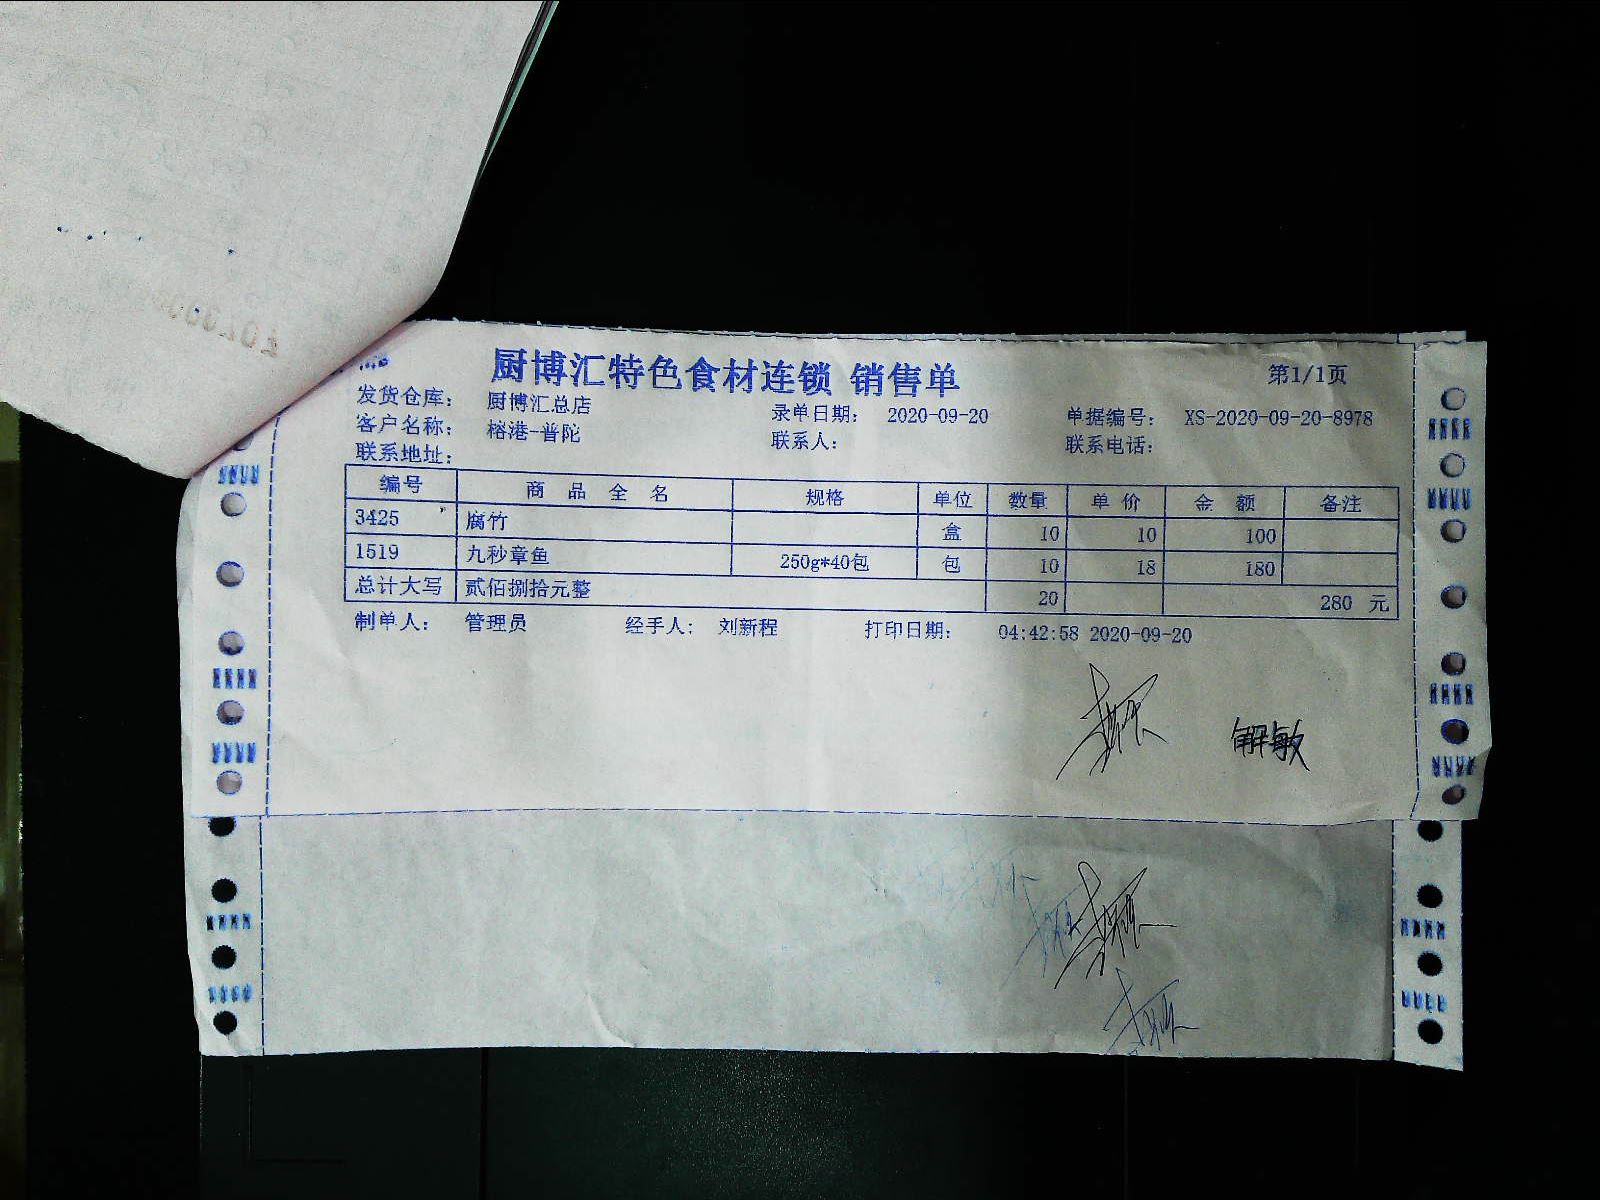 厨博汇特色食材连锁 销售单 第1/1页
发货仓库： 厨博汇总店 录单日期： 2020-09-20 单据编号： XS-2020-09-20-8978
客户名称： 榕港-普陀 联系人： 联系电话：
联系地址：
编号 商品全名 规格 单位 数量 单价 金额 备注
3425 腐竹 盒 10 10 100
1519 九秒章鱼 250g*40包 包 10 18 180
总计大写 贰佰捌拾元整 20 280 元
制单人： 管理员 经手人： 刘新程 打印日期： 04:42:58 2020-09-20
解敏